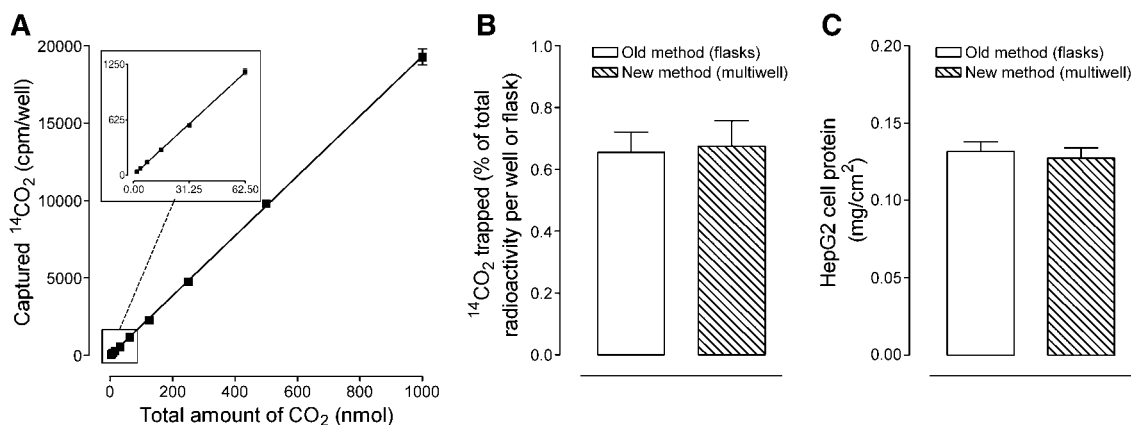 A
Captured ¹⁴CO₂ (cpm/well)
20000
15000
10000
5000
0
1250
625
0
0.00 31.25 62.50
0 200 400 600 800 1000
Total amount of CO₂ (nmol)
B
¹⁴CO₂ trapped (% of total
radioactivity per well or flask)
1.0
0.8
0.6
0.4
0.2
0.0
Old method (flasks)
New method (multiwell)
C
HepG2 cell protein
(mg/cm²)
0.20
0.15
0.10
0.05
0.00
Old method (flasks)
New method (multiwell)